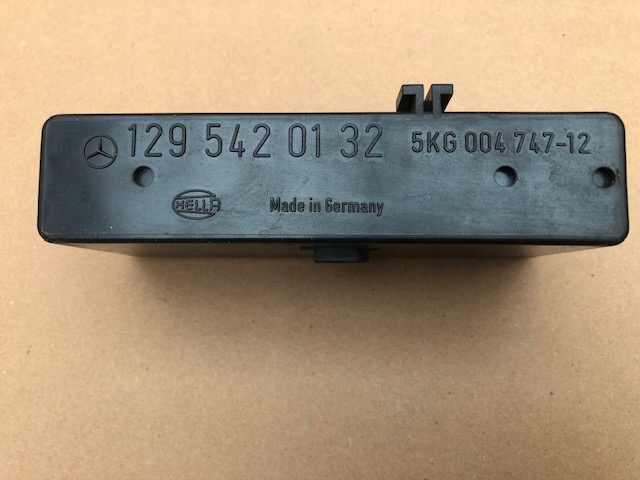 129 542 01 32 5KG 004 747-12
HELLA Made in Germany